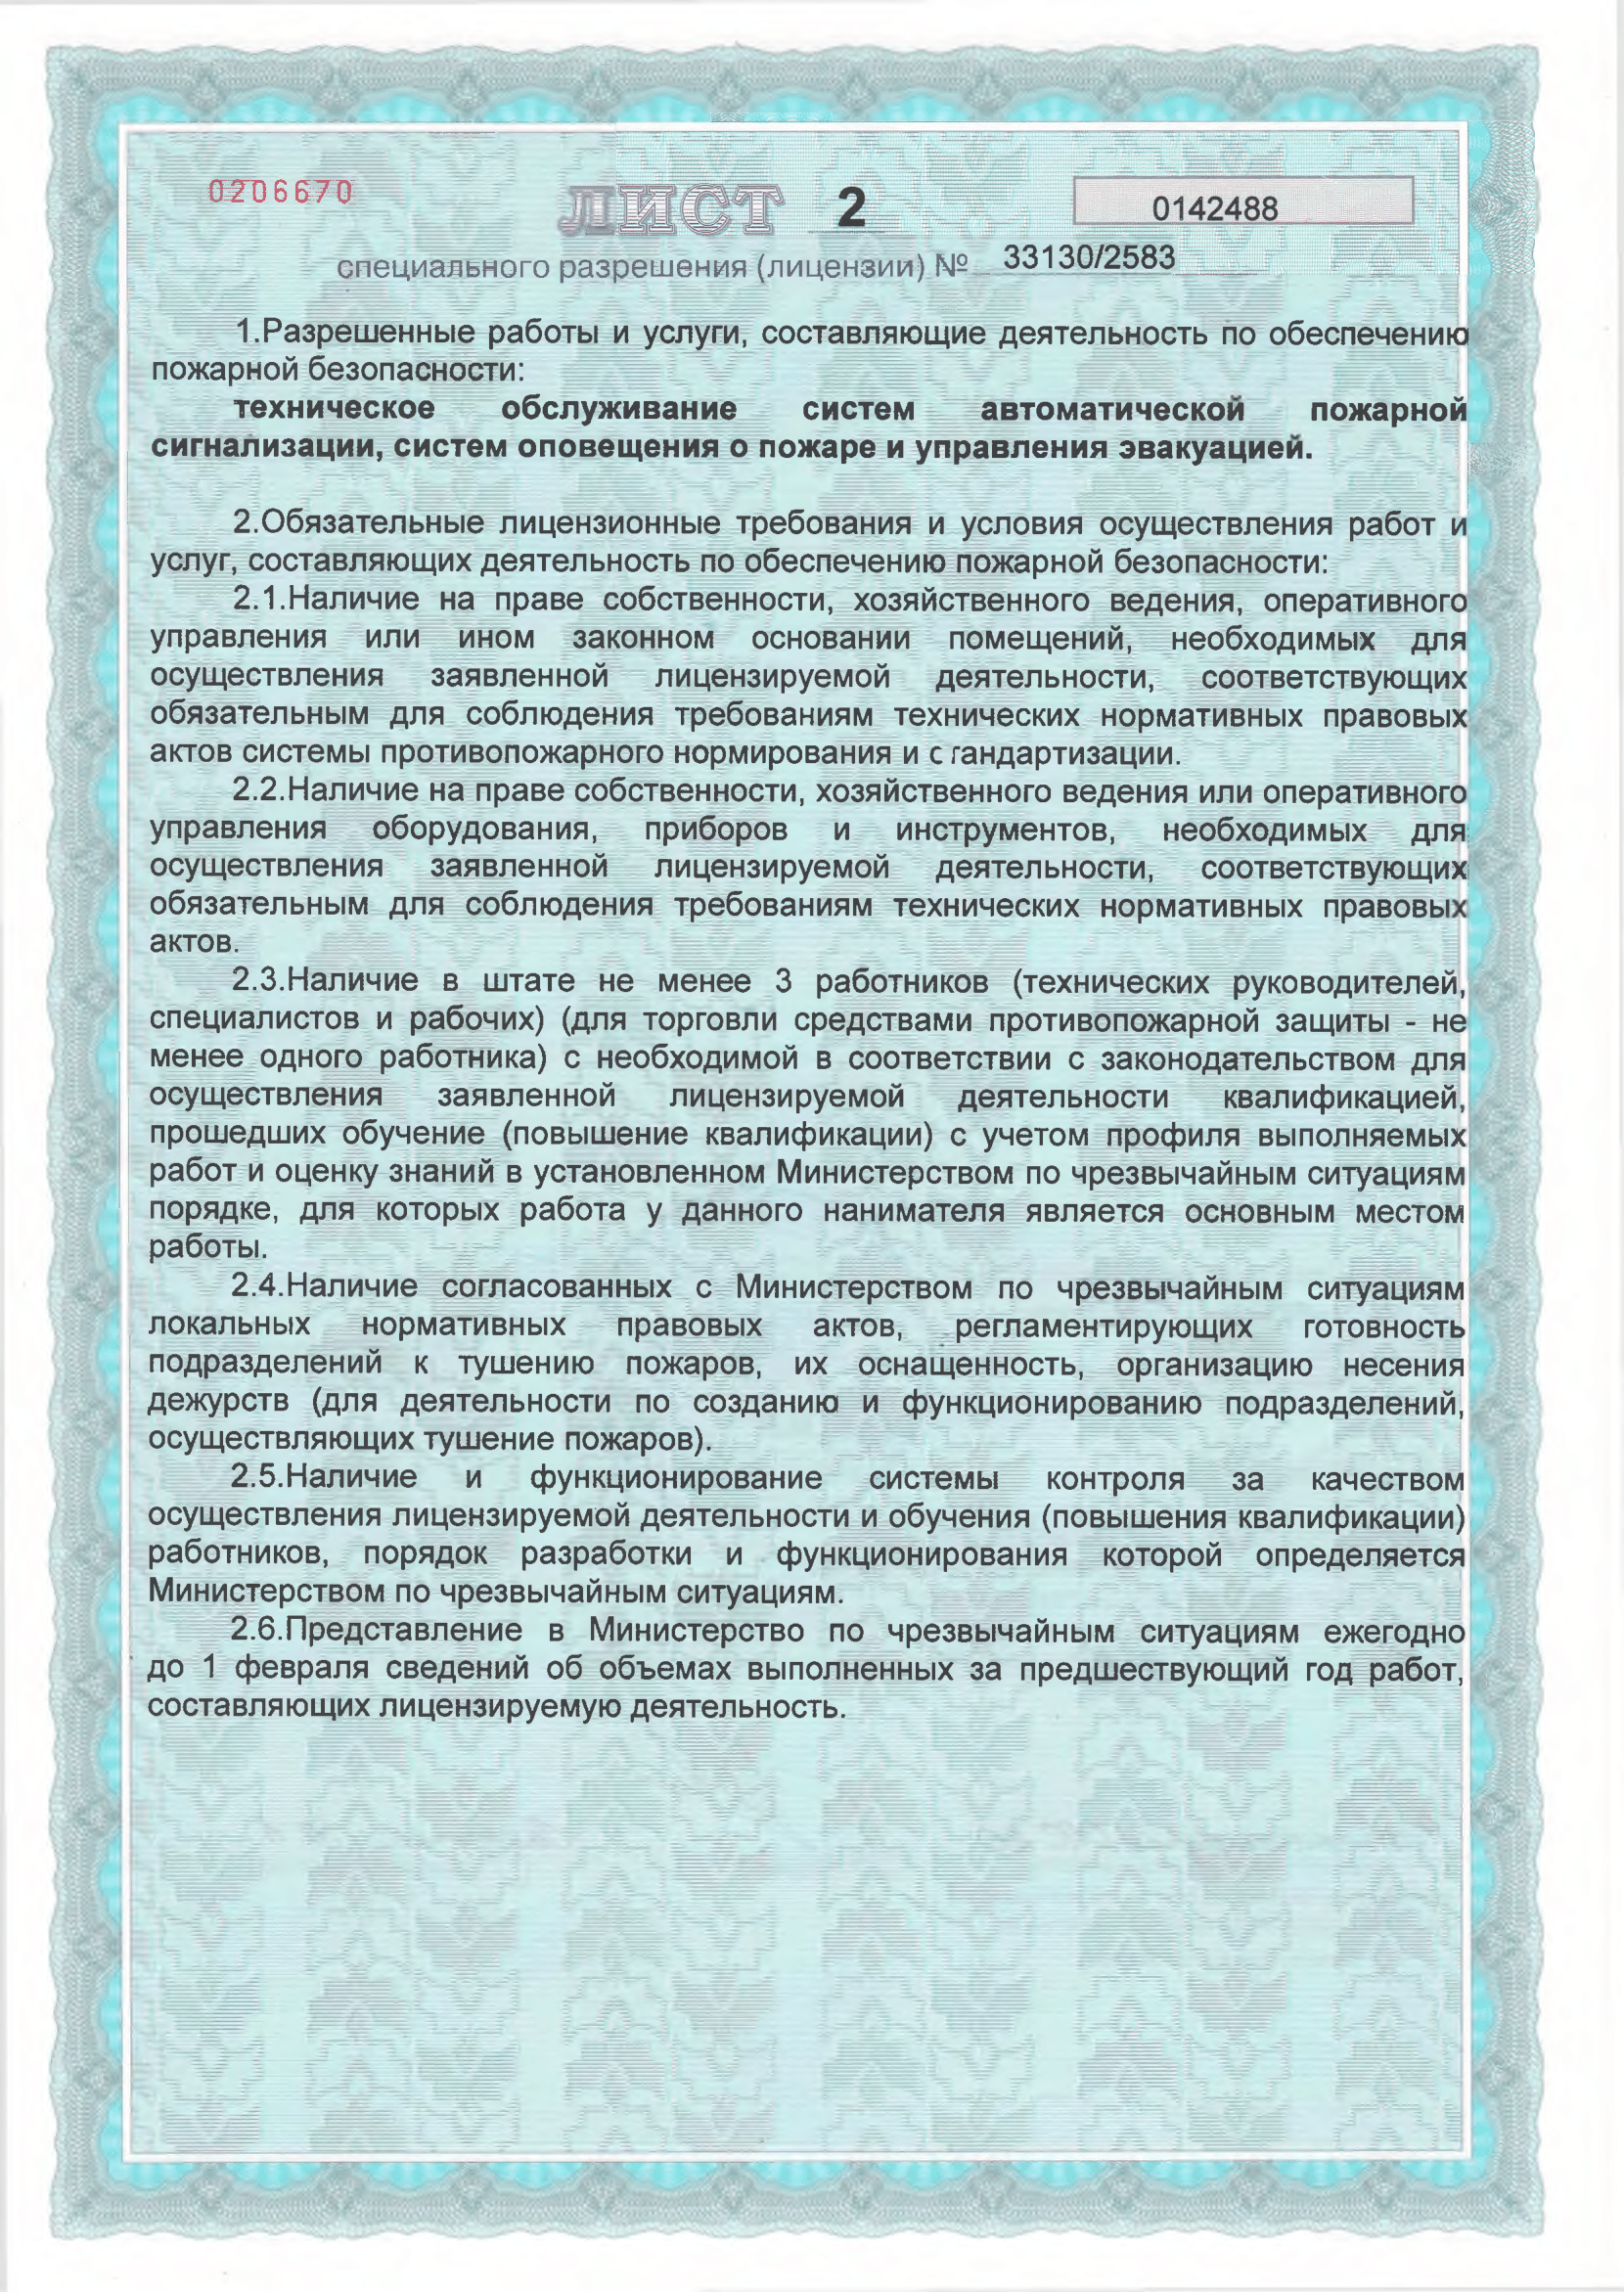 0206670
ЛИСТ 2
0142488
специального разрешения (лицензии) № 33130/2583
1.Разрешенные работы и услуги, составляющие деятельность по обеспечению
пожарной безопасности:
техническое обслуживание систем автоматической пожарной
сигнализации, систем оповещения о пожаре и управления эвакуацией.
2.Обязательные лицензионные требования и условия осуществления работ и
услуг, составляющих деятельность по обеспечению пожарной безопасности:
2.1.Наличие на праве собственности, хозяйственного ведения, оперативного
управления или ином законном основании помещений, необходимых для
осуществления заявленной лицензируемой деятельности, соответствующих
обязательным для соблюдения требованиям технических нормативных правовых
актов системы противопожарного нормирования и стандартизации.
2.2.Наличие на праве собственности, хозяйственного ведения или оперативного
управления оборудования, приборов и инструментов, необходимых для
осуществления заявленной лицензируемой деятельности, соответствующих
обязательным для соблюдения требованиям технических нормативных правовых
актов.
2.3.Наличие в штате не менее 3 работников (технических руководителей,
специалистов и рабочих) (для торговли средствами противопожарной защиты - не
менее одного работника) с необходимой в соответствии с законодательством для
осуществления заявленной лицензируемой деятельности квалификацией,
прошедших обучение (повышение квалификации) с учетом профиля выполняемых
работ и оценку знаний в установленном Министерством по чрезвычайным ситуациям
порядке, для которых работа у данного нанимателя является основным местом
работы.
2.4.Наличие согласованных с Министерством по чрезвычайным ситуациям
локальных нормативных правовых актов, регламентирующих готовность
подразделений к тушению пожаров, их оснащенность, организацию несения
дежурств (для деятельности по созданию и функционированию подразделений,
осуществляющих тушение пожаров).
2.5.Наличие и функционирование системы контроля за качеством
осуществления лицензируемой деятельности и обучения (повышения квалификации)
работников, порядок разработки и функционирования которой определяется
Министерством по чрезвычайным ситуациям.
2.6.Представление в Министерство по чрезвычайным ситуациям ежегодно
до 1 февраля сведений об объемах выполненных за предшествующий год работ,
составляющих лицензируемую деятельность.